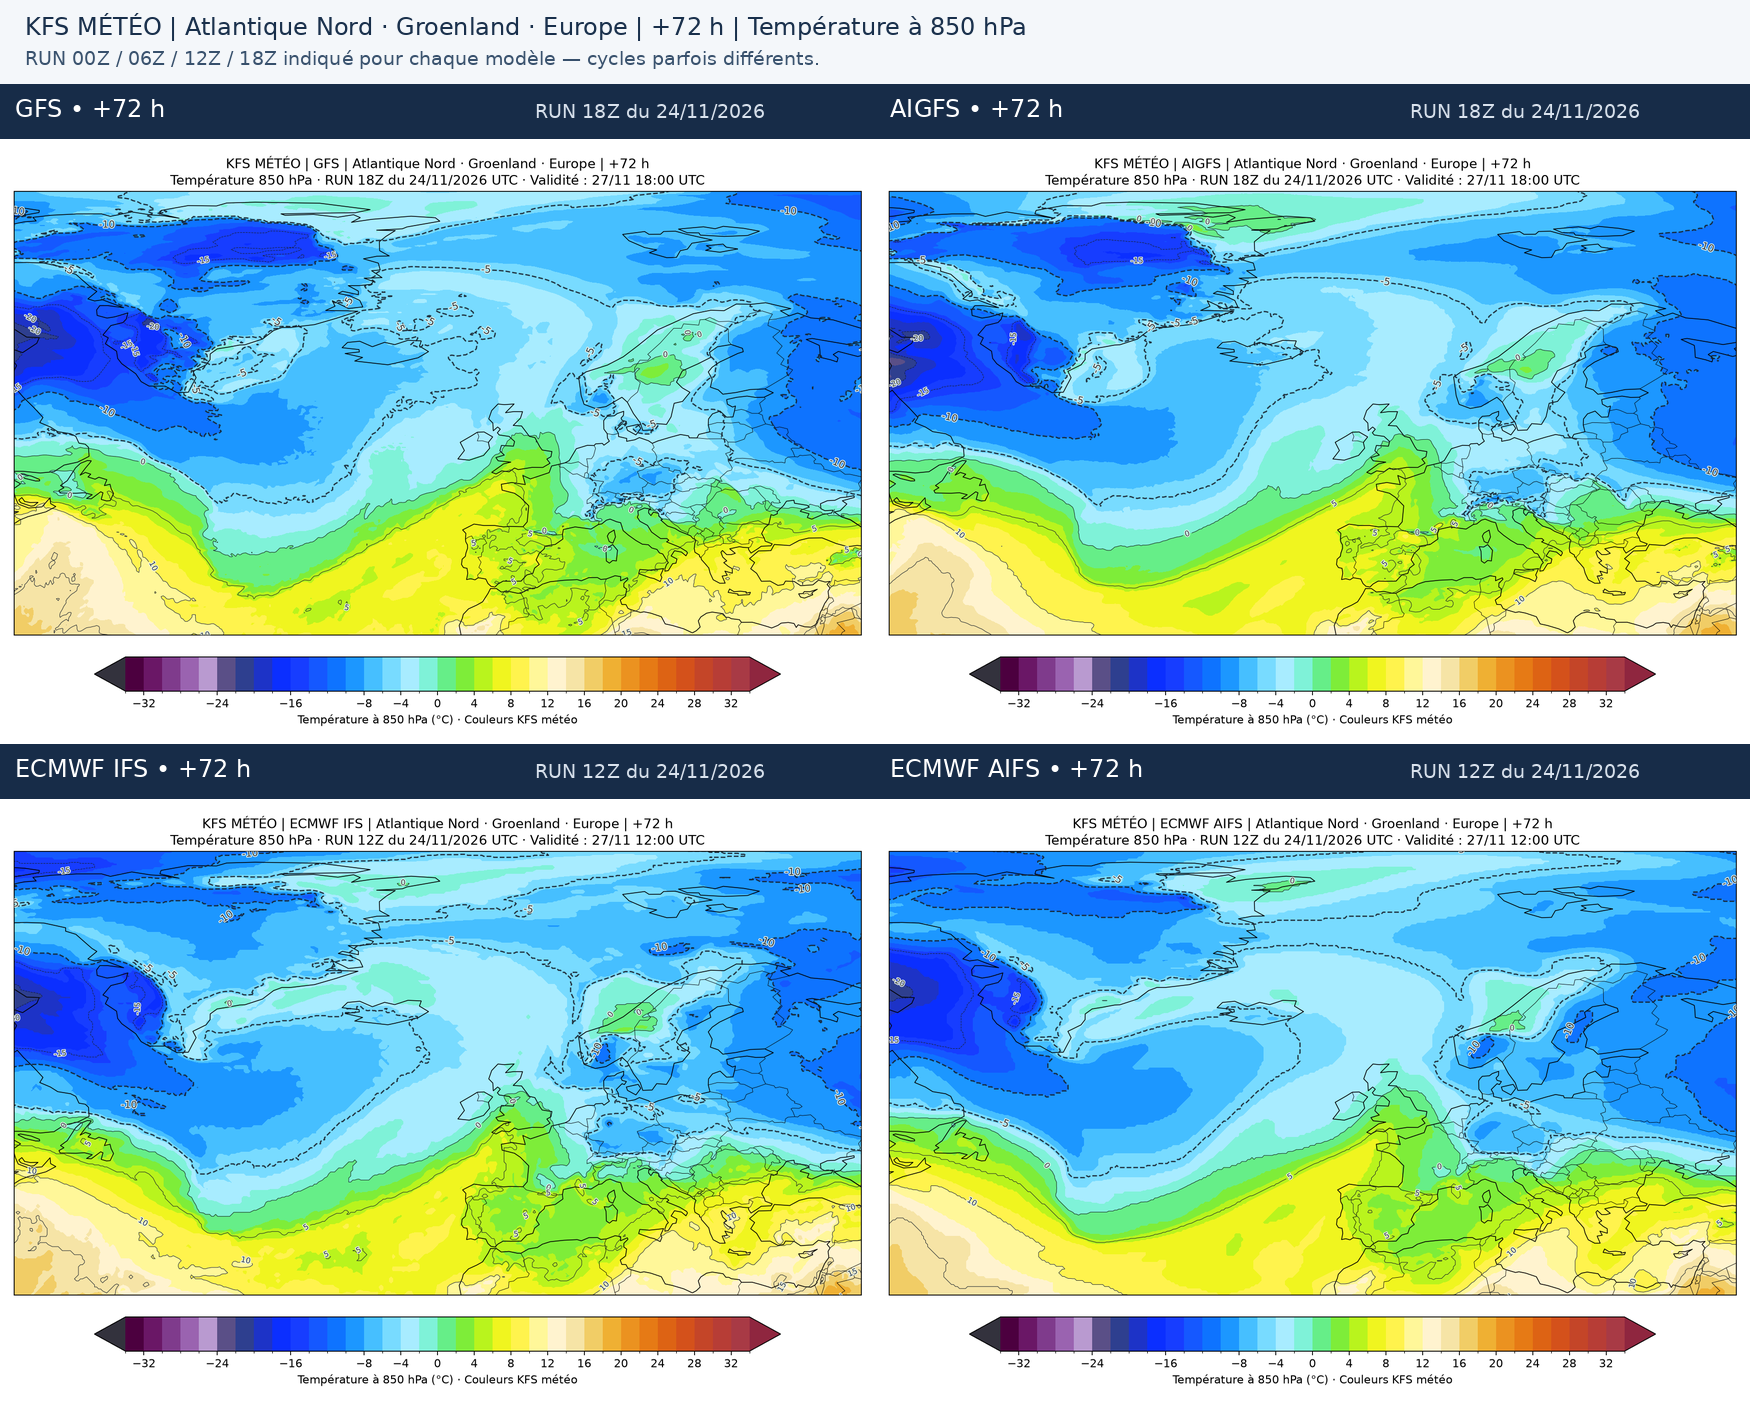 KFS MÉTÉO | Atlantique Nord · Groenland · Europe | +72 h | Température à 850 hPa
RUN 00Z / 06Z / 12Z / 18Z indiqué pour chaque modèle — cycles parfois différents.
GFS • +72 h
RUN 18Z du 24/11/2026
AIGFS • +72 h
RUN 18Z du 24/11/2026
KFS MÉTÉO | GFS | Atlantique Nord · Groenland · Europe | +72 h
Température 850 hPa · RUN 18Z du 24/11/2026 UTC · Validité : 27/11 18:00 UTC
KFS MÉTÉO | AIGFS | Atlantique Nord · Groenland · Europe | +72 h
Température 850 hPa · RUN 18Z du 24/11/2026 UTC · Validité : 27/11 18:00 UTC
−32 −24 −16 −8 −4 0 4 8 12 16 20 24 28 32
Température à 850 hPa (°C) · Couleurs KFS météo
−32 −24 −16 −8 −4 0 4 8 12 16 20 24 28 32
Température à 850 hPa (°C) · Couleurs KFS météo
ECMWF IFS • +72 h
RUN 12Z du 24/11/2026
ECMWF AIFS • +72 h
RUN 12Z du 24/11/2026
KFS MÉTÉO | ECMWF IFS | Atlantique Nord · Groenland · Europe | +72 h
Température 850 hPa · RUN 12Z du 24/11/2026 UTC · Validité : 27/11 12:00 UTC
KFS MÉTÉO | ECMWF AIFS | Atlantique Nord · Groenland · Europe | +72 h
Température 850 hPa · RUN 12Z du 24/11/2026 UTC · Validité : 27/11 12:00 UTC
−32 −24 −16 −8 −4 0 4 8 12 16 20 24 28 32
Température à 850 hPa (°C) · Couleurs KFS météo
−32 −24 −16 −8 −4 0 4 8 12 16 20 24 28 32
Température à 850 hPa (°C) · Couleurs KFS météo